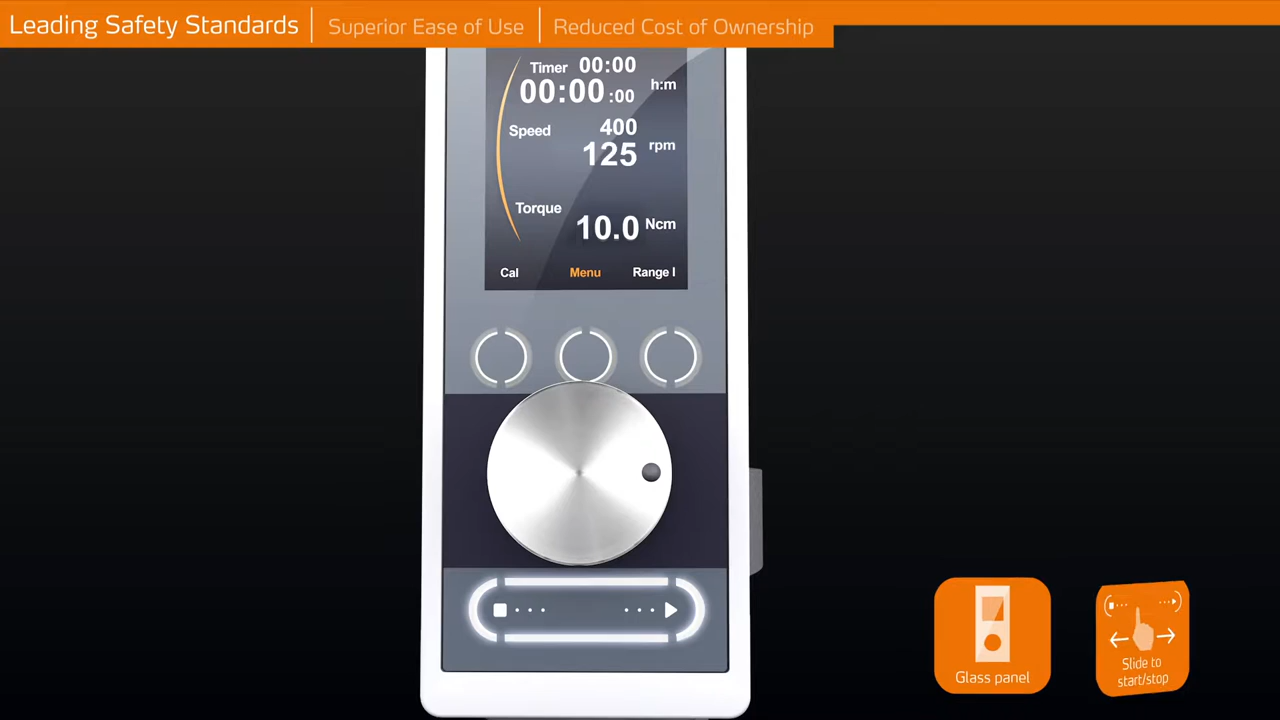 Leading Safety Standards
Superior Ease of Use
Reduced Cost of Ownership
Timer 00:00
00:00:00 h:m
Speed 400
125 rpm
Torque
10.0 Ncm
Cal Menu Range I
Glass panel
Slide to
start/stop